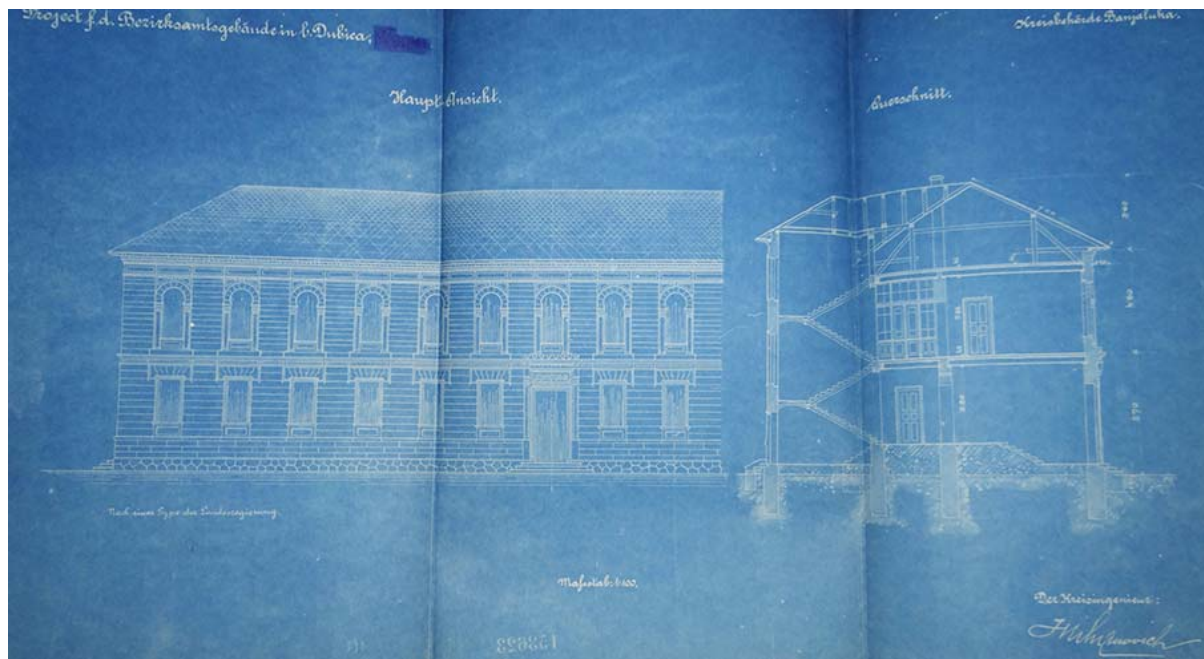 Project f. d. Bezirksamtsgebäude in b. Dubica,
Kreisbehörde Banjaluka.
Haupt-Ansicht.
Querschnitt.
Nach einer Type der Landesregierung.
Maßstab: 1:100.
Der Kreisingenieur: